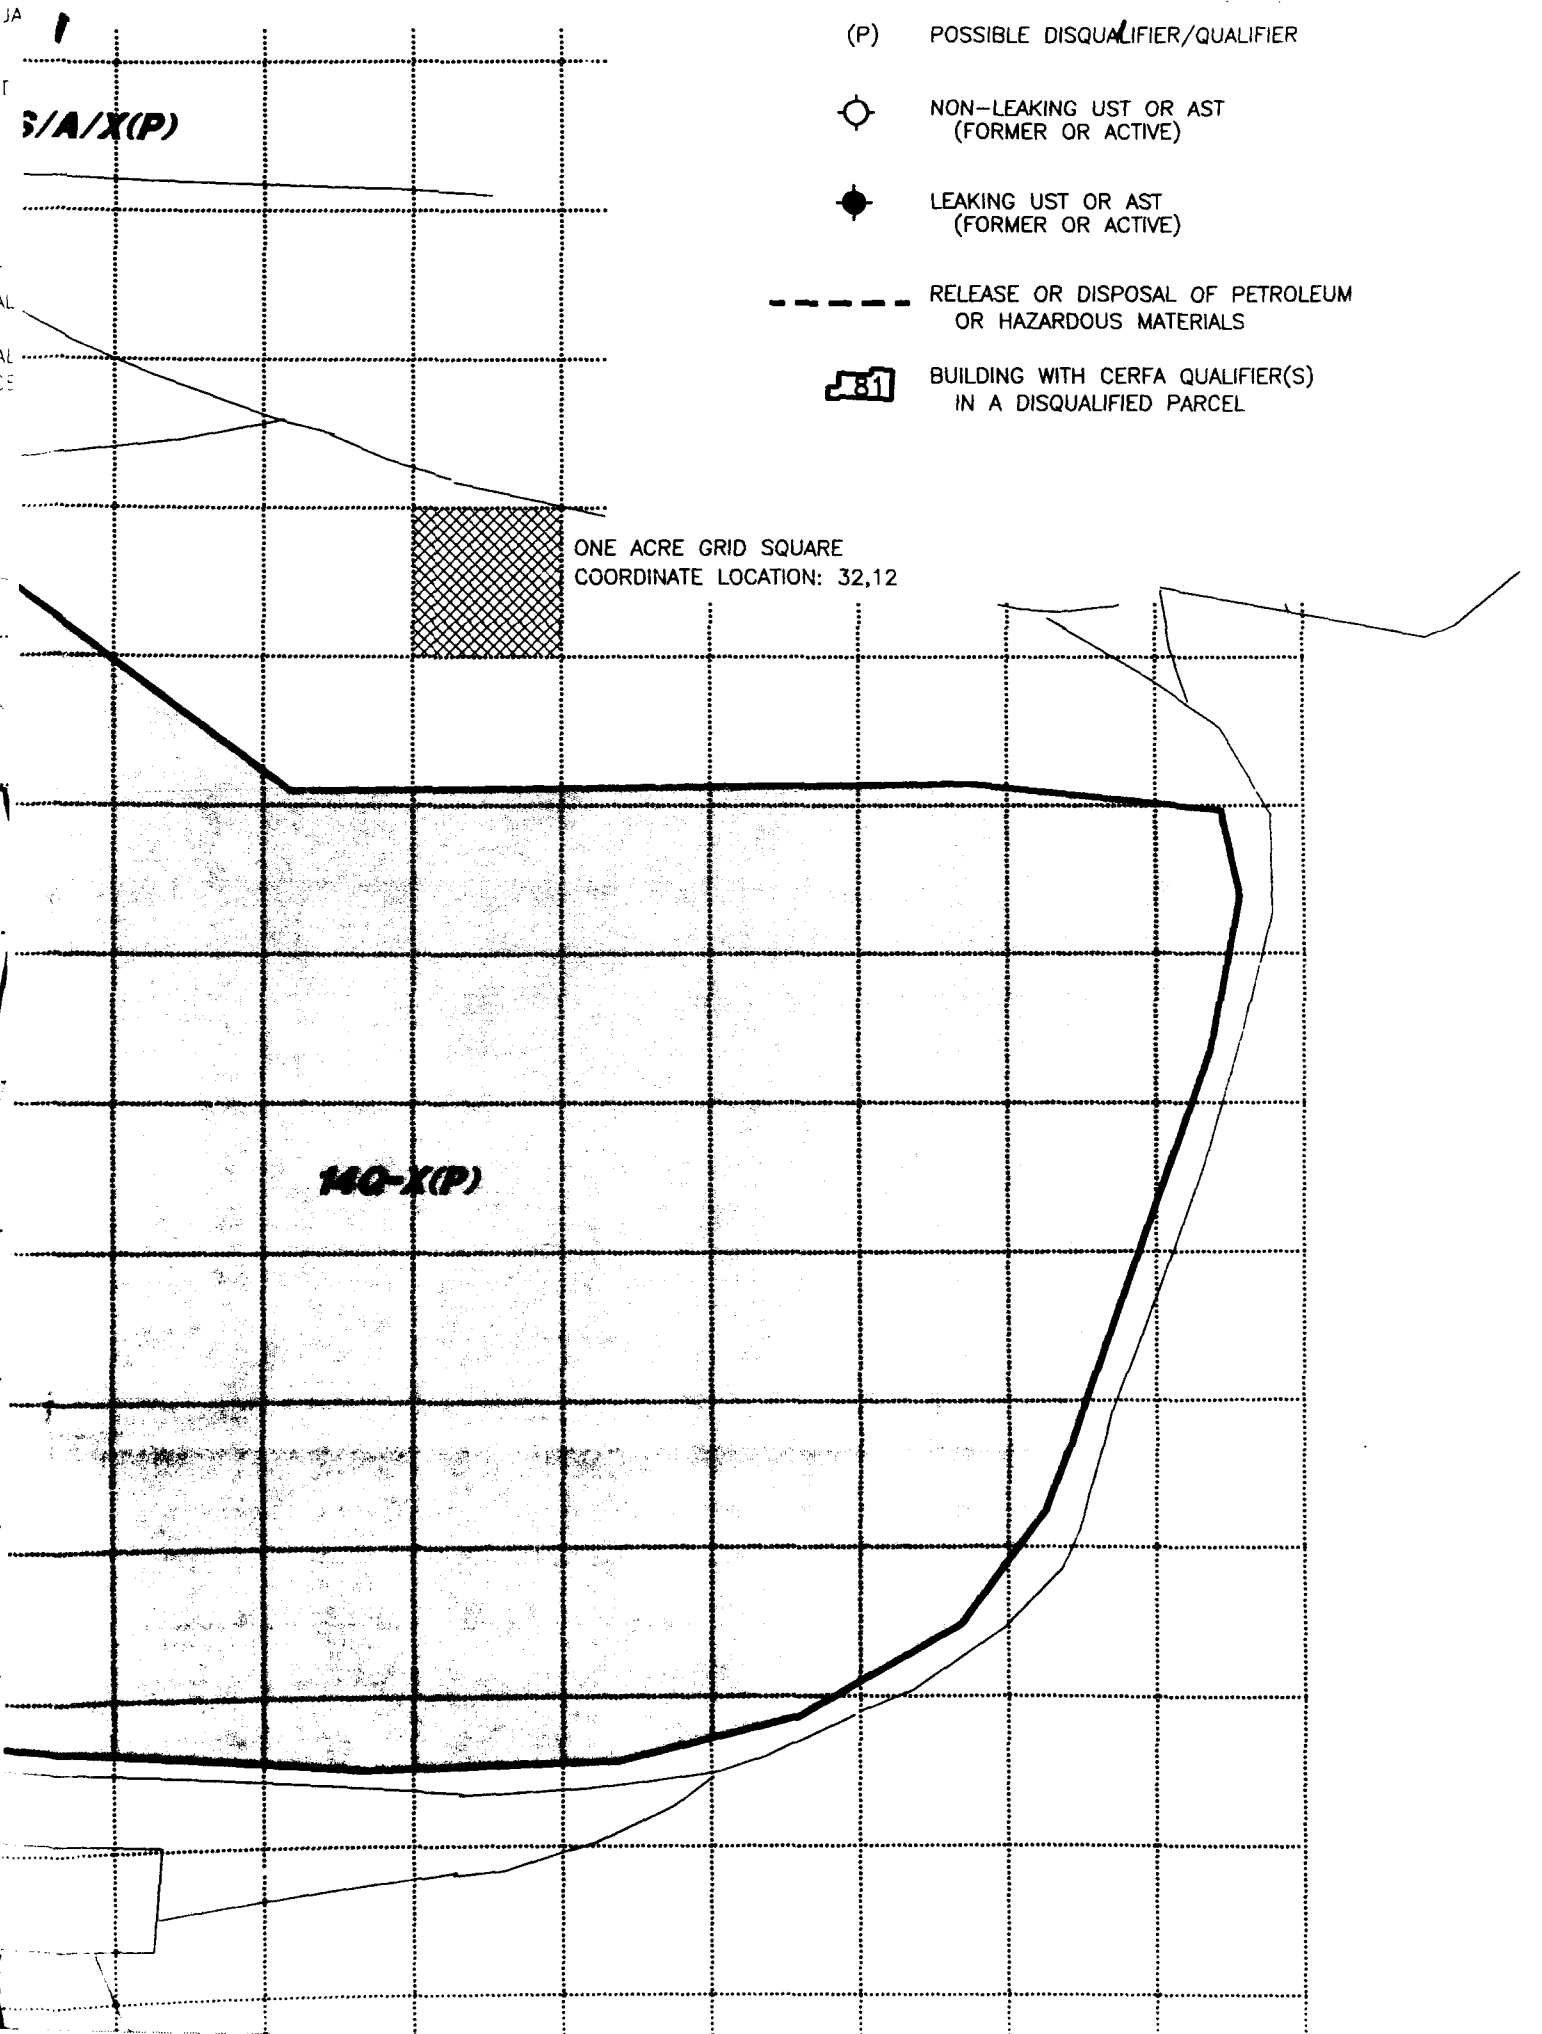 (P) POSSIBLE DISQUALIFIER/QUALIFIER
S/A/X(P)
NON-LEAKING UST OR AST
(FORMER OR ACTIVE)
LEAKING UST OR AST
(FORMER OR ACTIVE)
RELEASE OR DISPOSAL OF PETROLEUM
OR HAZARDOUS MATERIALS
81 BUILDING WITH CERFA QUALIFIER(S)
IN A DISQUALIFIED PARCEL
ONE ACRE GRID SQUARE
COORDINATE LOCATION: 32,12
14Q-X(P)